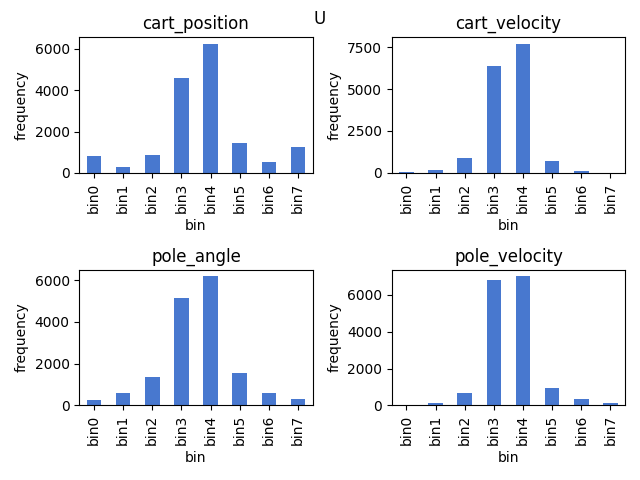 U
cart_position
frequency
6000
4000
2000
0
bin0 bin1 bin2 bin3 bin4 bin5 bin6 bin7
bin
cart_velocity
frequency
7500
5000
2500
0
bin0 bin1 bin2 bin3 bin4 bin5 bin6 bin7
bin
pole_angle
frequency
6000
4000
2000
0
bin0 bin1 bin2 bin3 bin4 bin5 bin6 bin7
bin
pole_velocity
frequency
6000
4000
2000
0
bin0 bin1 bin2 bin3 bin4 bin5 bin6 bin7
bin